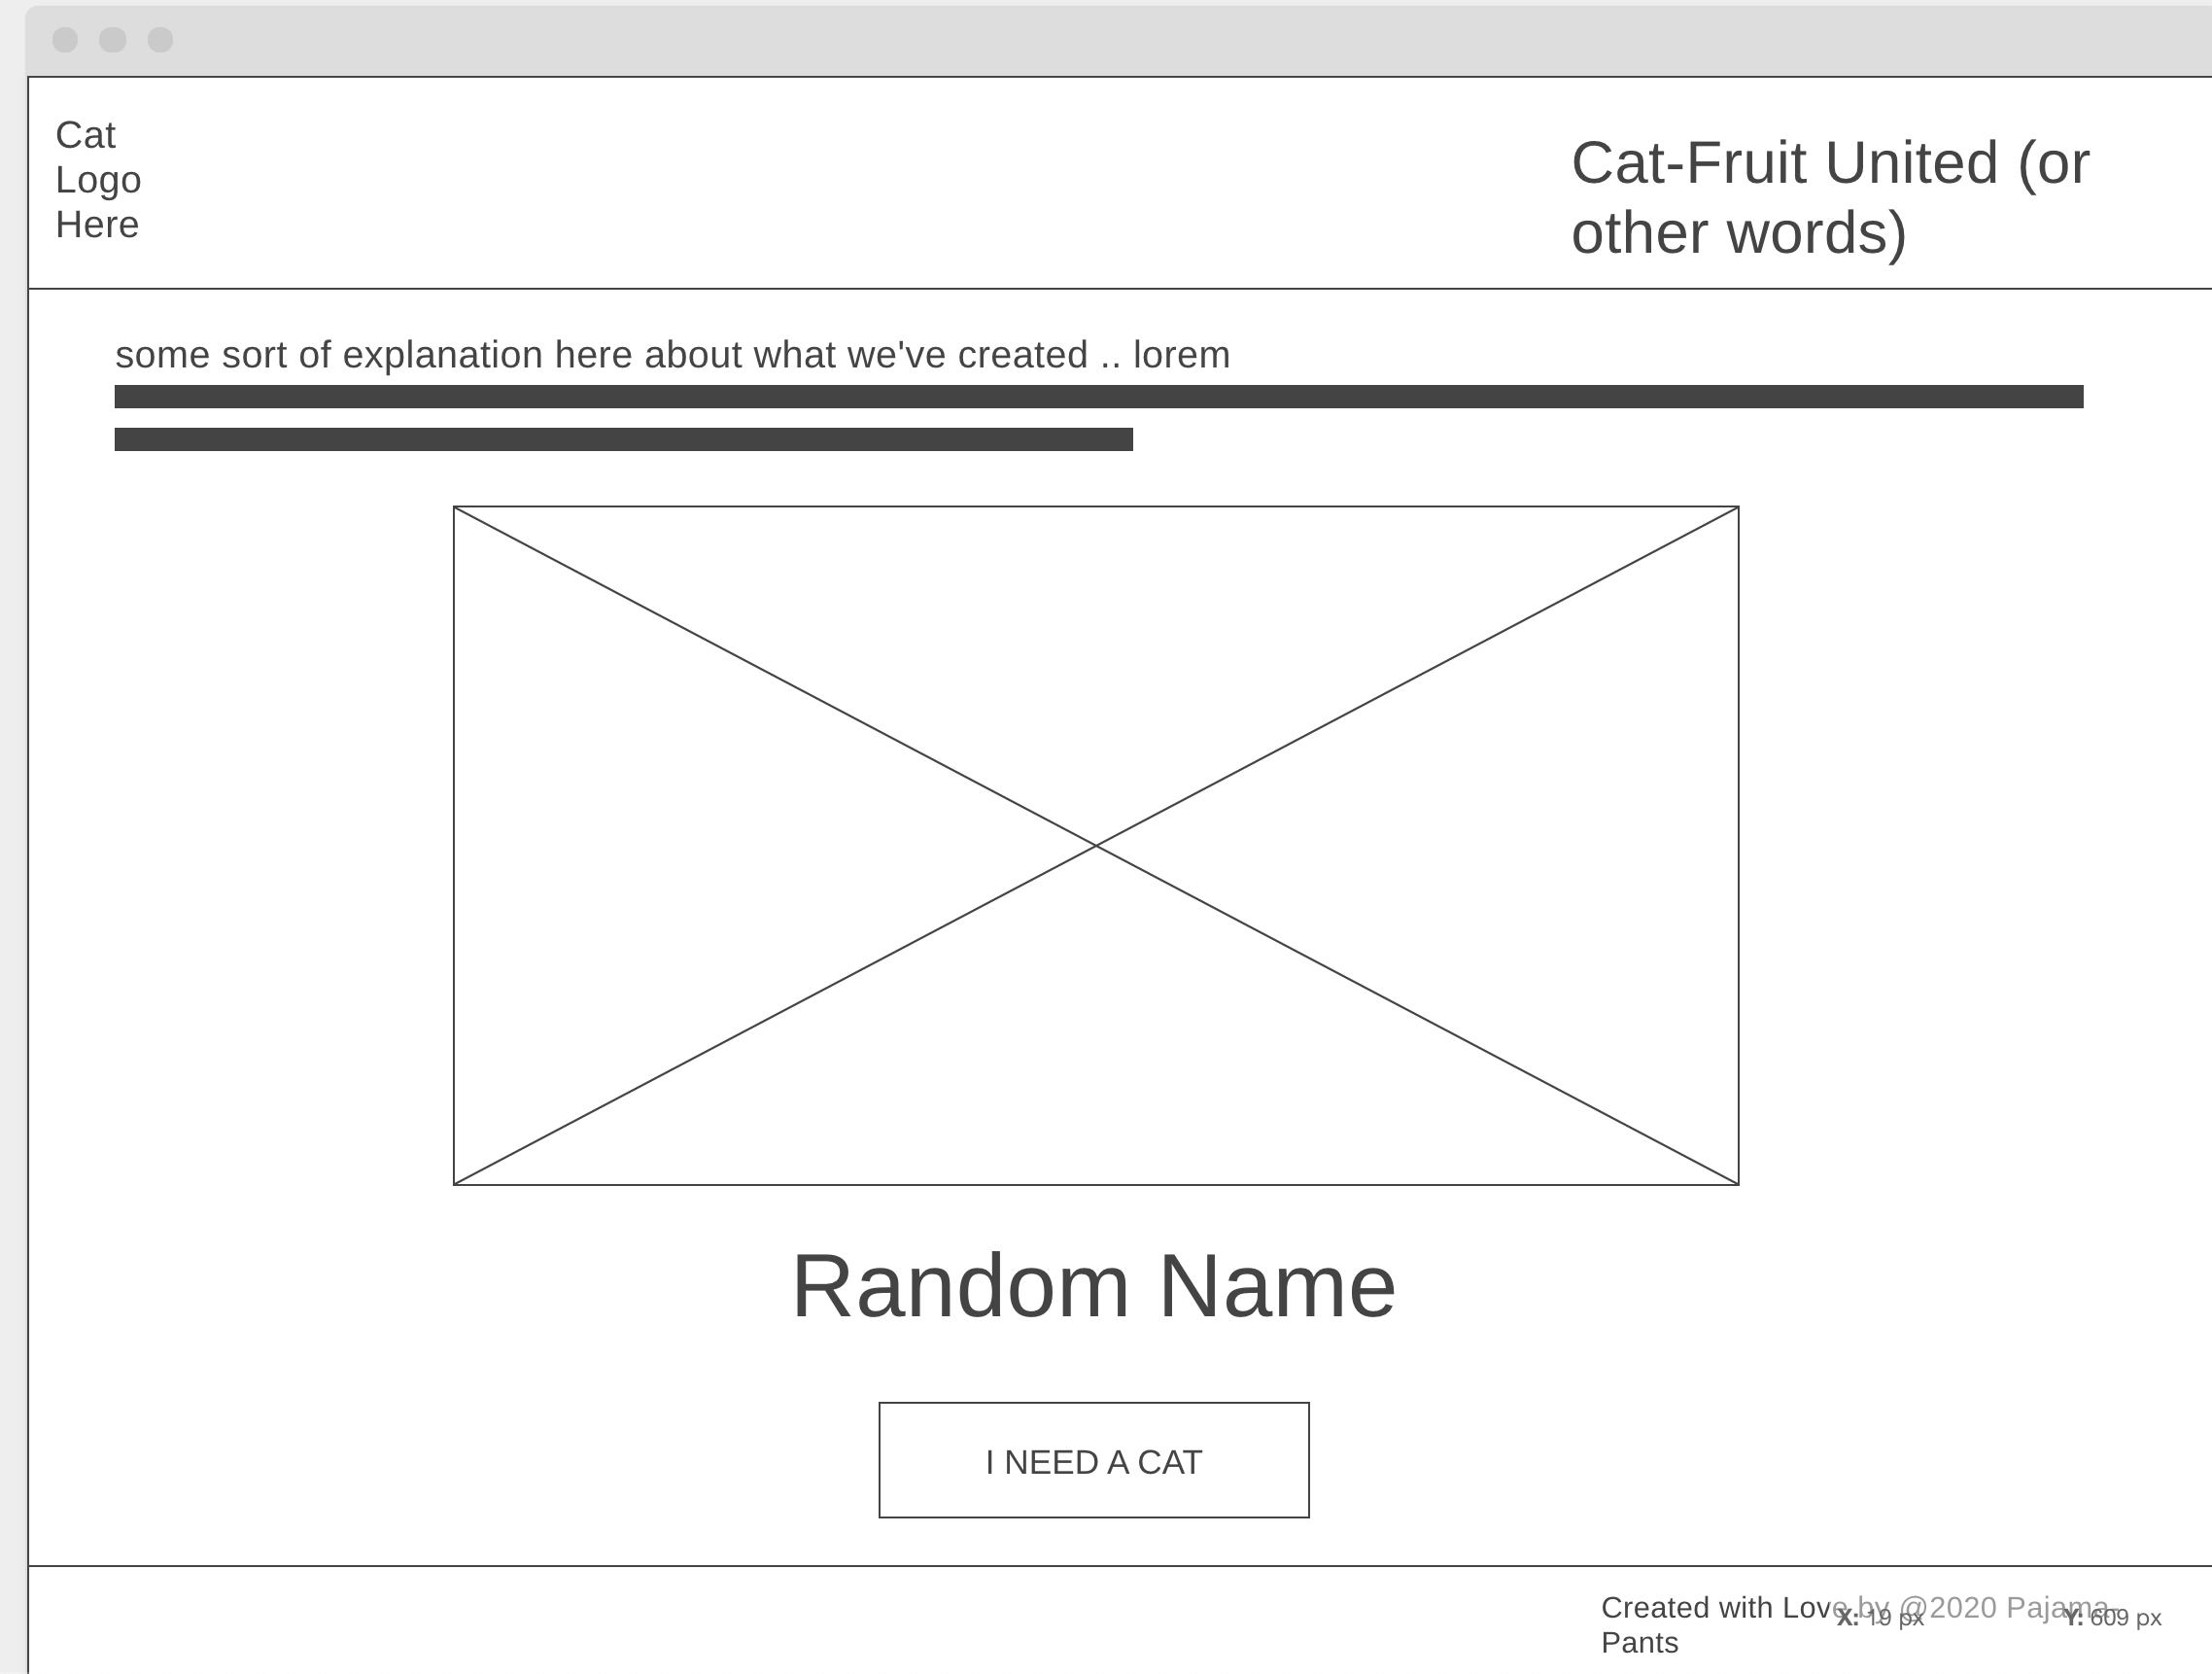 Cat
Logo
Here
Cat-Fruit United (or
other words)
some sort of explanation here about what we've created .. lorem
Random Name
I NEED A CAT
Created with Love by @2020 Pajama-
Pants
X: 19 px
Y: 609 px